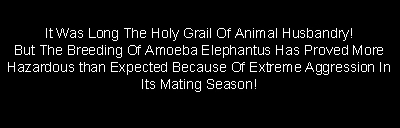 It Was Long The Holy Grail Of Animal Husbandry!
But The Breeding Of Amoeba Elephantus Has Proved More
Hazardous than Expected Because Of Extreme Aggression In
Its Mating Season!